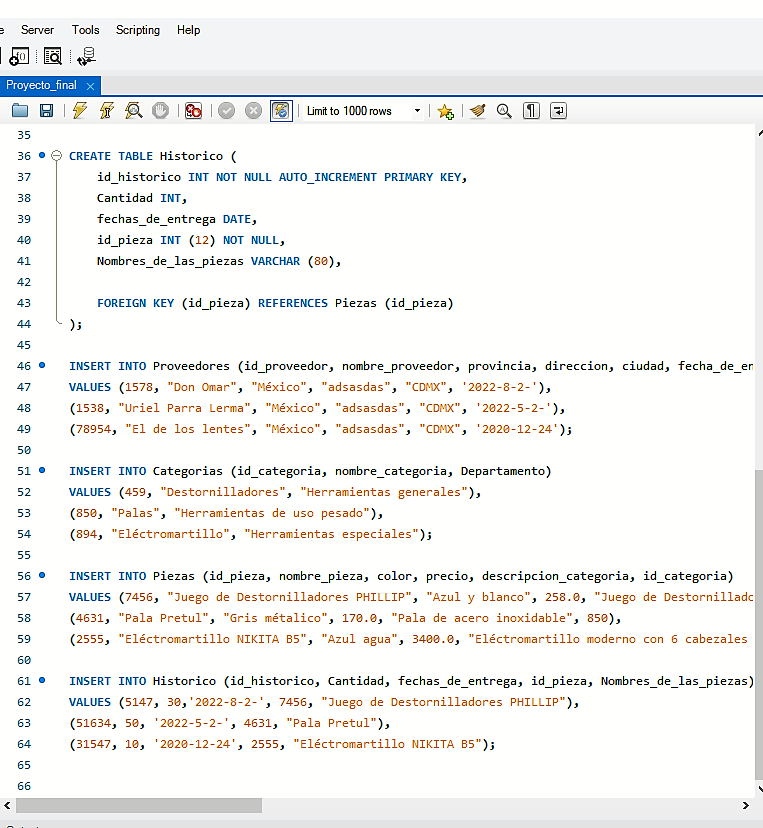 e Server Tools Scripting Help
Proyecto_final
Limit to 1000 rows
35
36 CREATE TABLE Historico (
37 id_historico INT NOT NULL AUTO_INCREMENT PRIMARY KEY,
38 Cantidad INT,
39 fechas_de_entrega DATE,
40 id_pieza INT (12) NOT NULL,
41 Nombres_de_las_piezas VARCHAR (80),
42
43 FOREIGN KEY (id_pieza) REFERENCES Piezas (id_pieza)
44 );
45
46 INSERT INTO Proveedores (id_proveedor, nombre_proveedor, provincia, direccion, ciudad, fecha_de_en
47 VALUES (1578, "Don Omar", "México", "adsasdas", "CDMX", '2022-8-2-'),
48 (1538, "Uriel Parra Lerma", "México", "adsasdas", "CDMX", '2022-5-2-'),
49 (78954, "El de los lentes", "México", "adsasdas", "CDMX", '2020-12-24');
50
51 INSERT INTO Categorias (id_categoria, nombre_categoria, Departamento)
52 VALUES (459, "Destornilladores", "Herramientas generales"),
53 (850, "Palas", "Herramientas de uso pesado"),
54 (894, "Eléctromartillo", "Herramientas especiales");
55
56 INSERT INTO Piezas (id_pieza, nombre_pieza, color, precio, descripcion_categoria, id_categoria)
57 VALUES (7456, "Juego de Destornilladores PHILLIP", "Azul y blanco", 258.0, "Juego de Destornilladc
58 (4631, "Pala Pretul", "Gris métalico", 170.0, "Pala de acero inoxidable", 850),
59 (2555, "Eléctromartillo NIKITA B5", "Azul agua", 3400.0, "Eléctromartillo moderno con 6 cabezales
60
61 INSERT INTO Historico (id_historico, Cantidad, fechas_de_entrega, id_pieza, Nombres_de_las_piezas)
62 VALUES (5147, 30,'2022-8-2-', 7456, "Juego de Destornilladores PHILLIP"),
63 (51634, 50, '2022-5-2-', 4631, "Pala Pretul"),
64 (31547, 10, '2020-12-24', 2555, "Eléctromartillo NIKITA B5");
65
66